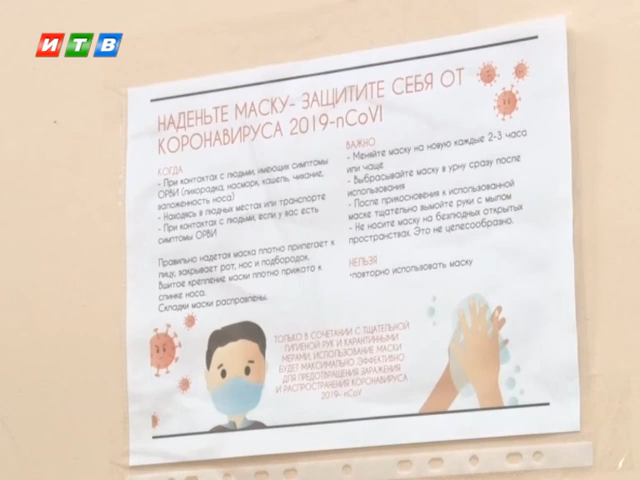 ИТВ
НАДЕНЬТЕ МАСКУ- ЗАЩИТИТЕ СЕБЯ ОТ
КОРОНАВИРУСА 2019-nCoV!
КОГДА
- При контактах с людьми, имеющих симптомы
ОРВИ (лихорадка, насморк, кашель, чихание,
заложенность носа)
- Находясь в людных местах или транспорте
- При контактах с людьми, если у вас есть
симптомы ОРВИ
Правильно надетая маска плотно прилегает к
лицу, закрывает рот, нос и подбородок.
Вшитое крепление маски плотно прижато к
спинке носа.
Складки маски расправлены.
ВАЖНО
- Меняйте маску на новую каждые 2-3 часа
или чаще
- Выбрасывайте маску в урну сразу после
использования
- После прикосновения к использованной
маске тщательно вымойте руки с мылом
- Не носите маску на безлюдных открытых
пространствах. Это не целесообразно.
НЕЛЬЗЯ
-повторно использовать маску
ТОЛЬКО В СОЧЕТАНИИ С ТЩАТЕЛЬНОЙ
ГИГИЕНОЙ РУК И КАРАНТИННЫМИ
МЕРАМИ, ИСПОЛЬЗОВАНИЕ МАСКИ
БУДЕТ МАКСИМАЛЬНО ЭФФЕКТИВНО
ДЛЯ ПРЕДОТВРАЩЕНИЯ ЗАРАЖЕНИЯ
И РАСПРОСТРАНЕНИЯ КОРОНАВИРУСА
2019- nCoV